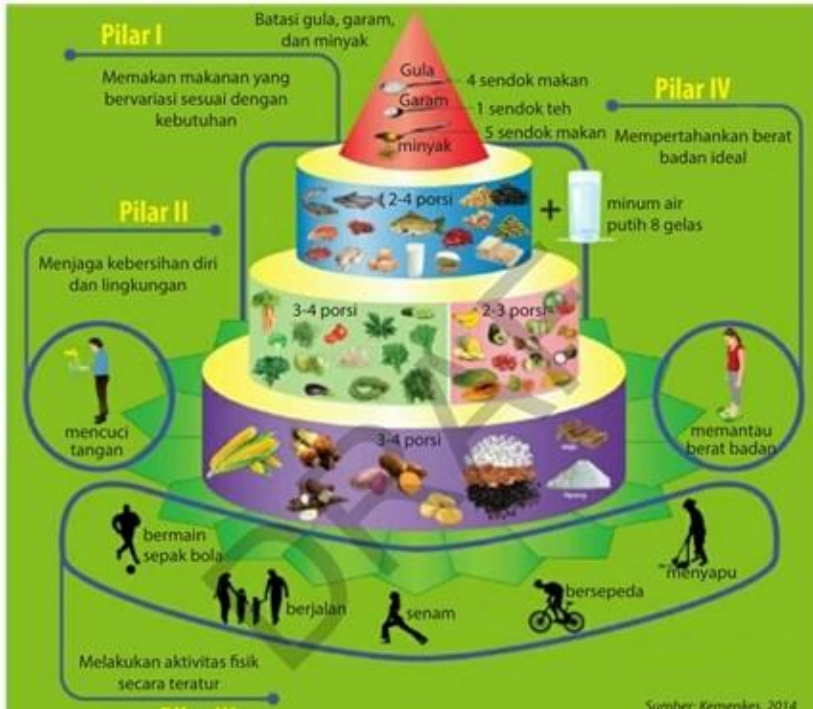 Pilar I
Memakan makanan yang
bervariasi sesuai dengan
kebutuhan
Batasi gula, garam,
dan minyak
Gula
4 sendok makan
Garam
1 sendok teh
5 sendok makan
minyak
Pilar IV
Mempertahankan berat
badan ideal
2-4 porsi
+
minum air
putih 8 gelas
Pilar II
Menjaga kebersihan diri
dan lingkungan
3-4 porsi
2-3 porsi
mencuci
tangan
3-4 porsi
memantau
berat badan
bermain
sepak bola
berjalan
senam
bersepeda
menyapu
Melakukan aktivitas fisik
secara teratur
Sumber: Kemenkes, 2014
DRAFT